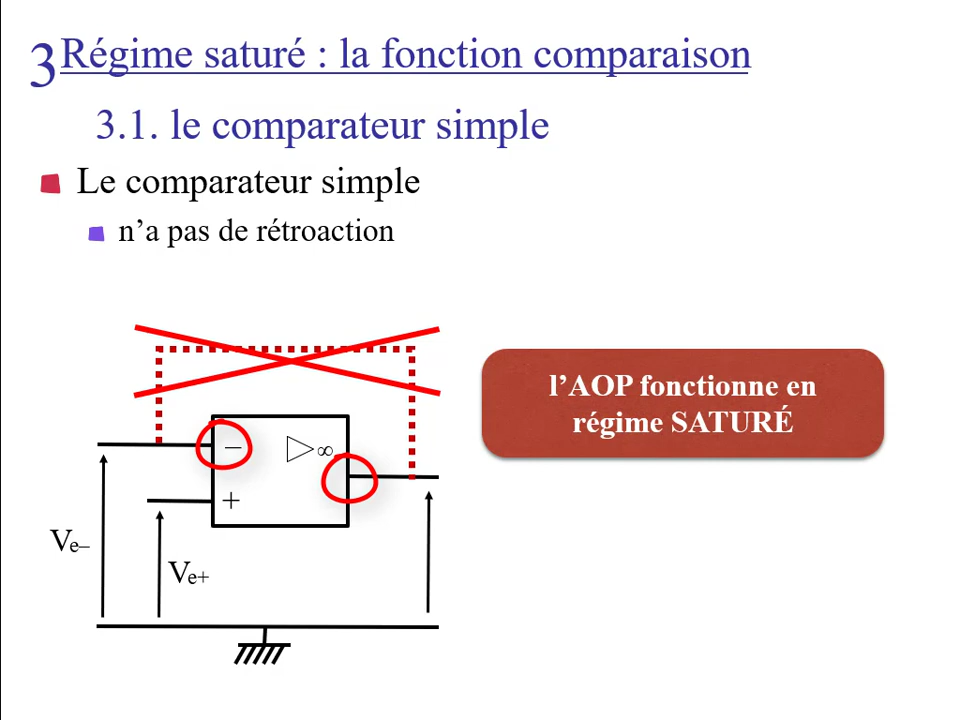 3 Régime saturé : la fonction comparaison
3.1. le comparateur simple
Le comparateur simple
n’a pas de rétroaction
l’AOP fonctionne en
régime SATURÉ
– ▷∞
+
Ve–
Ve+